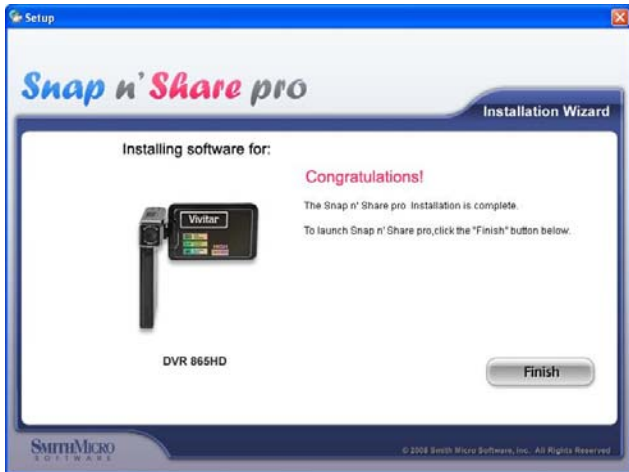 Setup
Snap n' Share pro
Installation Wizard
Installing software for:
Congratulations!
The Snap n' Share pro Installation is complete.
To launch Snap n' Share pro,click the "Finish" button below.
Vivitar
HIGH
DVR 865HD
Finish
SMITHMICRO
SOFTWARE
© 2008 Smith Micro Software, Inc. All Rights Reserved